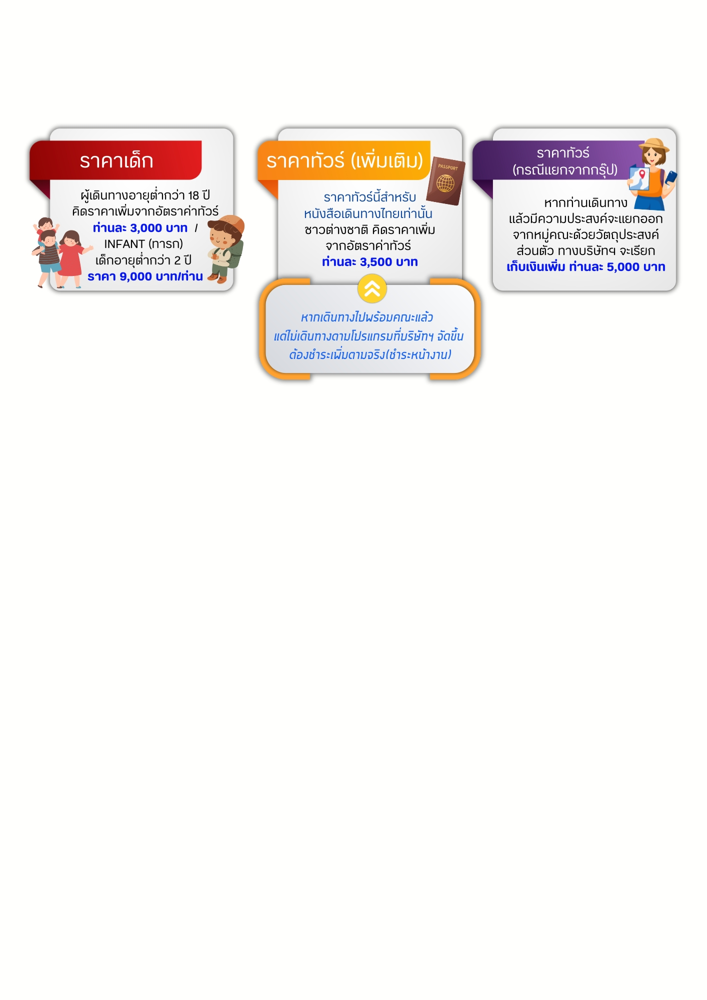 ราคาเด็ก
ผู้เดินทางอายุต่ำกว่า 18 ปี
คิดราคาเพิ่มจากอัตราค่าทัวร์
ท่านละ 3,000 บาท /
INFANT (ทารก)
เด็กอายุต่ำกว่า 2 ปี
ราคา 9,000 บาท/ท่าน
ราคาทัวร์ (เพิ่มเติม)
PASSPORT
ราคาทัวร์นี้สำหรับ
หนังสือเดินทางไทยเท่านั้น
ชาวต่างชาติ คิดราคาเพิ่ม
จากอัตราค่าทัวร์
ท่านละ 3,500 บาท
หากเดินทางไปพร้อมคณะแล้ว
แต่ไม่เดินทางตามโปรแกรมที่บริษัทฯ จัดขึ้น
ต้องชำระเพิ่มตามจริง(ชำระหน้างาน)
ราคาทัวร์
(กรณีแยกจากกรุ๊ป)
หากท่านเดินทาง
แล้วมีความประสงค์จะแยกออก
จากหมู่คณะด้วยวัตถุประสงค์
ส่วนตัว ทางบริษัทฯ จะเรียก
เก็บเงินเพิ่ม ท่านละ 5,000 บาท